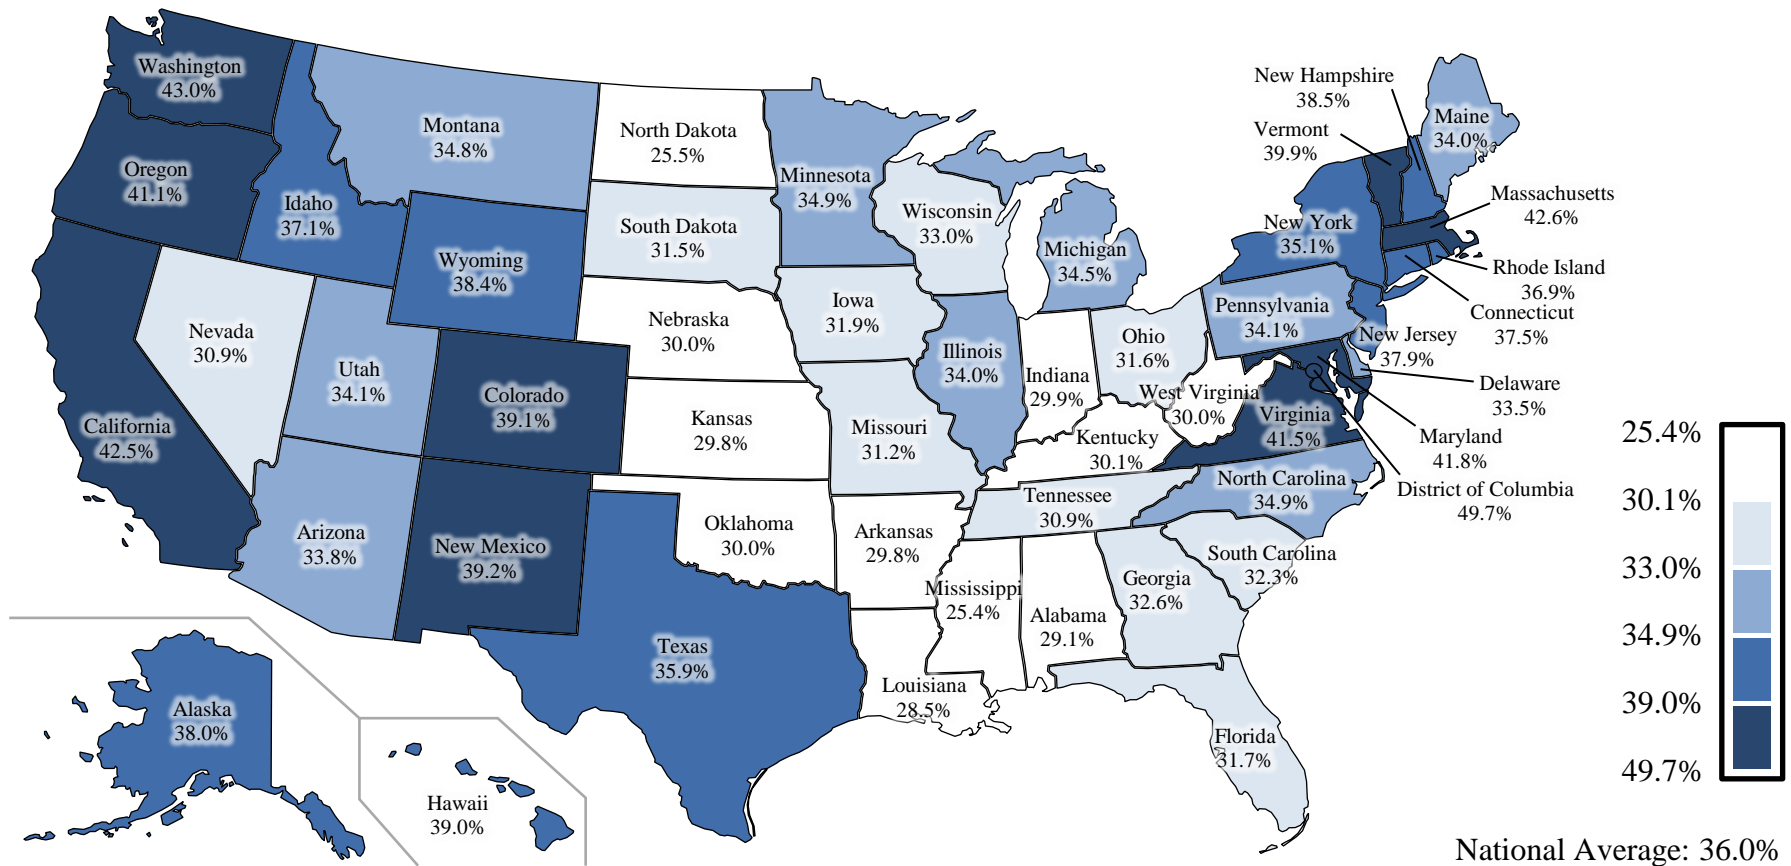 Washington
43.0%
Oregon
41.1%
California
42.5%
Idaho
37.1%
Nevada
30.9%
Montana
34.8%
Wyoming
38.4%
Utah
34.1%
Colorado
39.1%
Arizona
33.8%
New Mexico
39.2%
North Dakota
25.5%
South Dakota
31.5%
Nebraska
30.0%
Kansas
29.8%
Oklahoma
30.0%
Texas
35.9%
Minnesota
34.9%
Iowa
31.9%
Missouri
31.2%
Arkansas
29.8%
Louisiana
28.5%
Wisconsin
33.0%
Illinois
34.0%
Michigan
34.5%
Indiana
29.9%
Ohio
31.6%
Kentucky
30.1%
Tennessee
30.9%
Mississippi
25.4%
Alabama
29.1%
Georgia
32.6%
Florida
31.7%
South Carolina
32.3%
North Carolina
34.9%
Virginia
41.5%
West Virginia
30.0%
Pennsylvania
34.1%
New York
35.1%
New Hampshire
38.5%
Vermont
39.9%
Maine
34.0%
Massachusetts
42.6%
Rhode Island
36.9%
Connecticut
37.5%
New Jersey
37.9%
Delaware
33.5%
Maryland
41.8%
District of Columbia
49.7%
Alaska
38.0%
Hawaii
39.0%
25.4%
30.1%
33.0%
34.9%
39.0%
49.7%
National Average: 36.0%